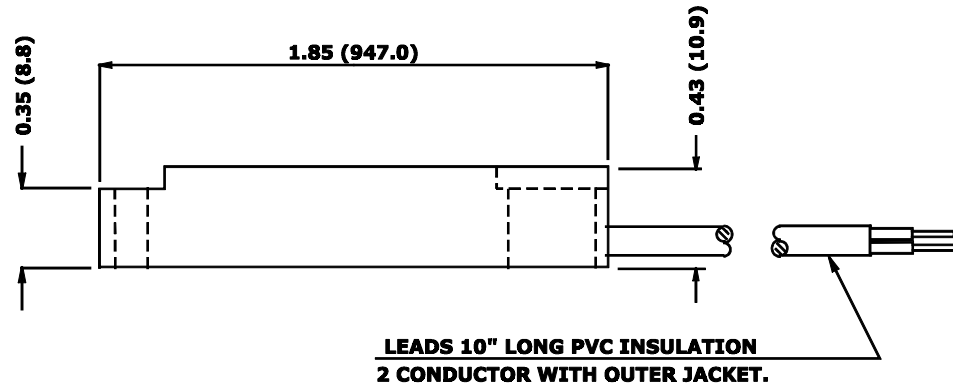 1.85 (947.0)
0.35 (8.8)
0.43 (10.9)
LEADS 10" LONG PVC INSULATION
2 CONDUCTOR WITH OUTER JACKET.